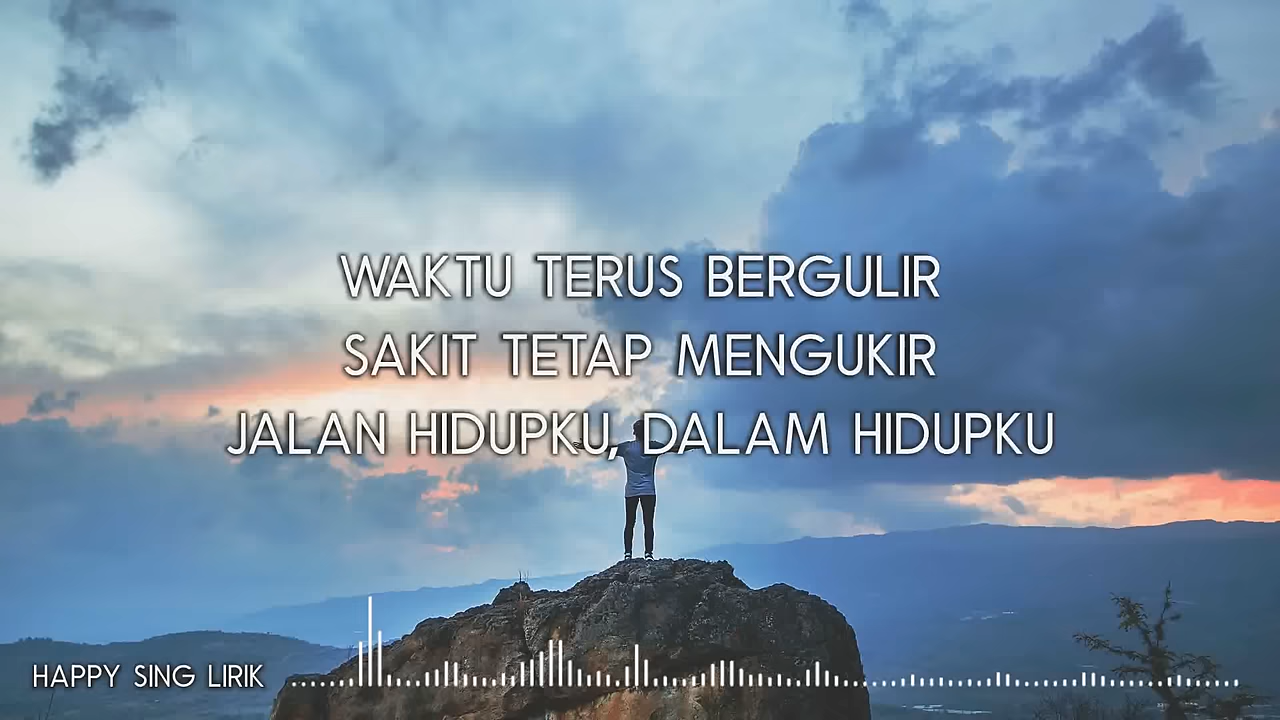 WAKTU TERUS BERGULIR
SAKIT TETAP MENGUKIR
JALAN HIDUPKU, DALAM HIDUPKU
HAPPY SING LIRIK